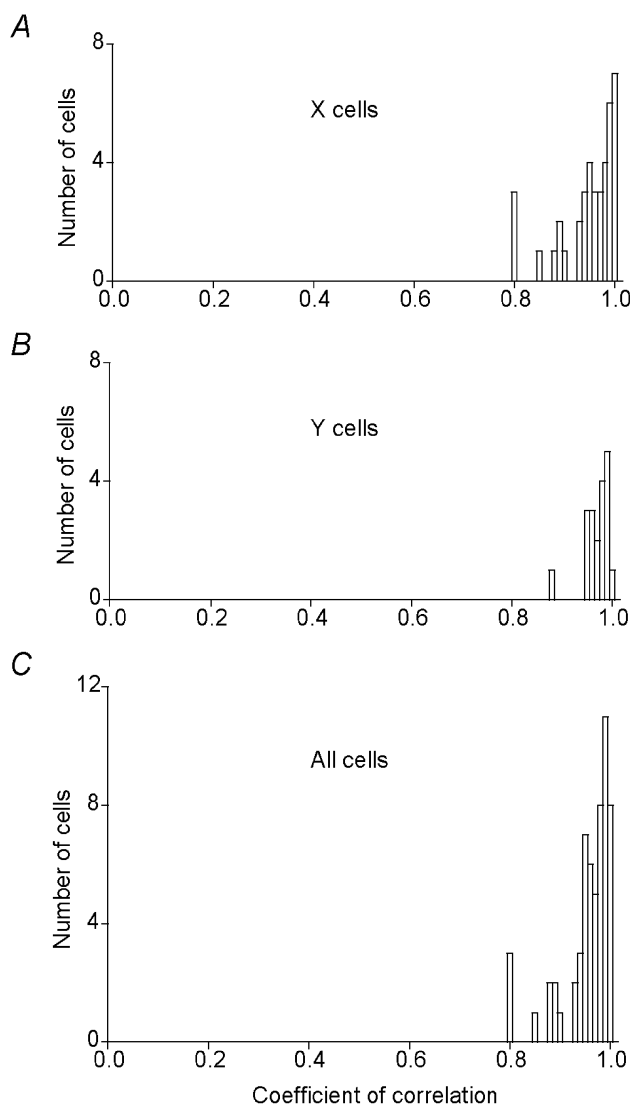 A
8
X cells
Number of cells
4
0
0.0 0.2 0.4 0.6 0.8 1.0
B
8
Y cells
Number of cells
4
0
0.0 0.2 0.4 0.6 0.8 1.0
C
12
All cells
8
Number of cells
4
0
0.0 0.2 0.4 0.6 0.8 1.0
Coefficient of correlation